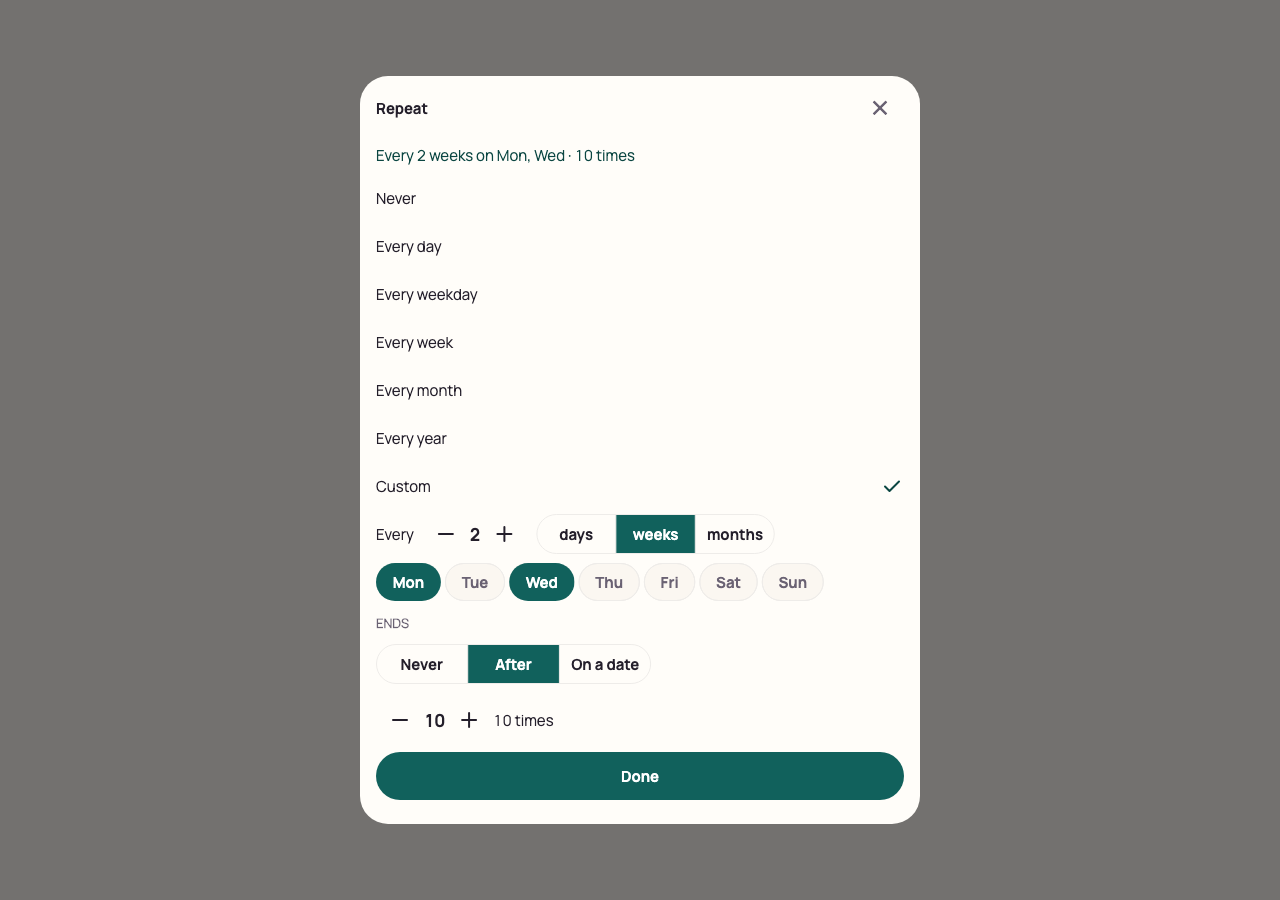 Repeat
Every 2 weeks on Mon, Wed · 10 times
Never
Every day
Every weekday
Every week
Every month
Every year
Custom
Every 2 days weeks months
Mon Tue Wed Thu Fri Sat Sun
ENDS
Never After On a date
10 10 times
Done